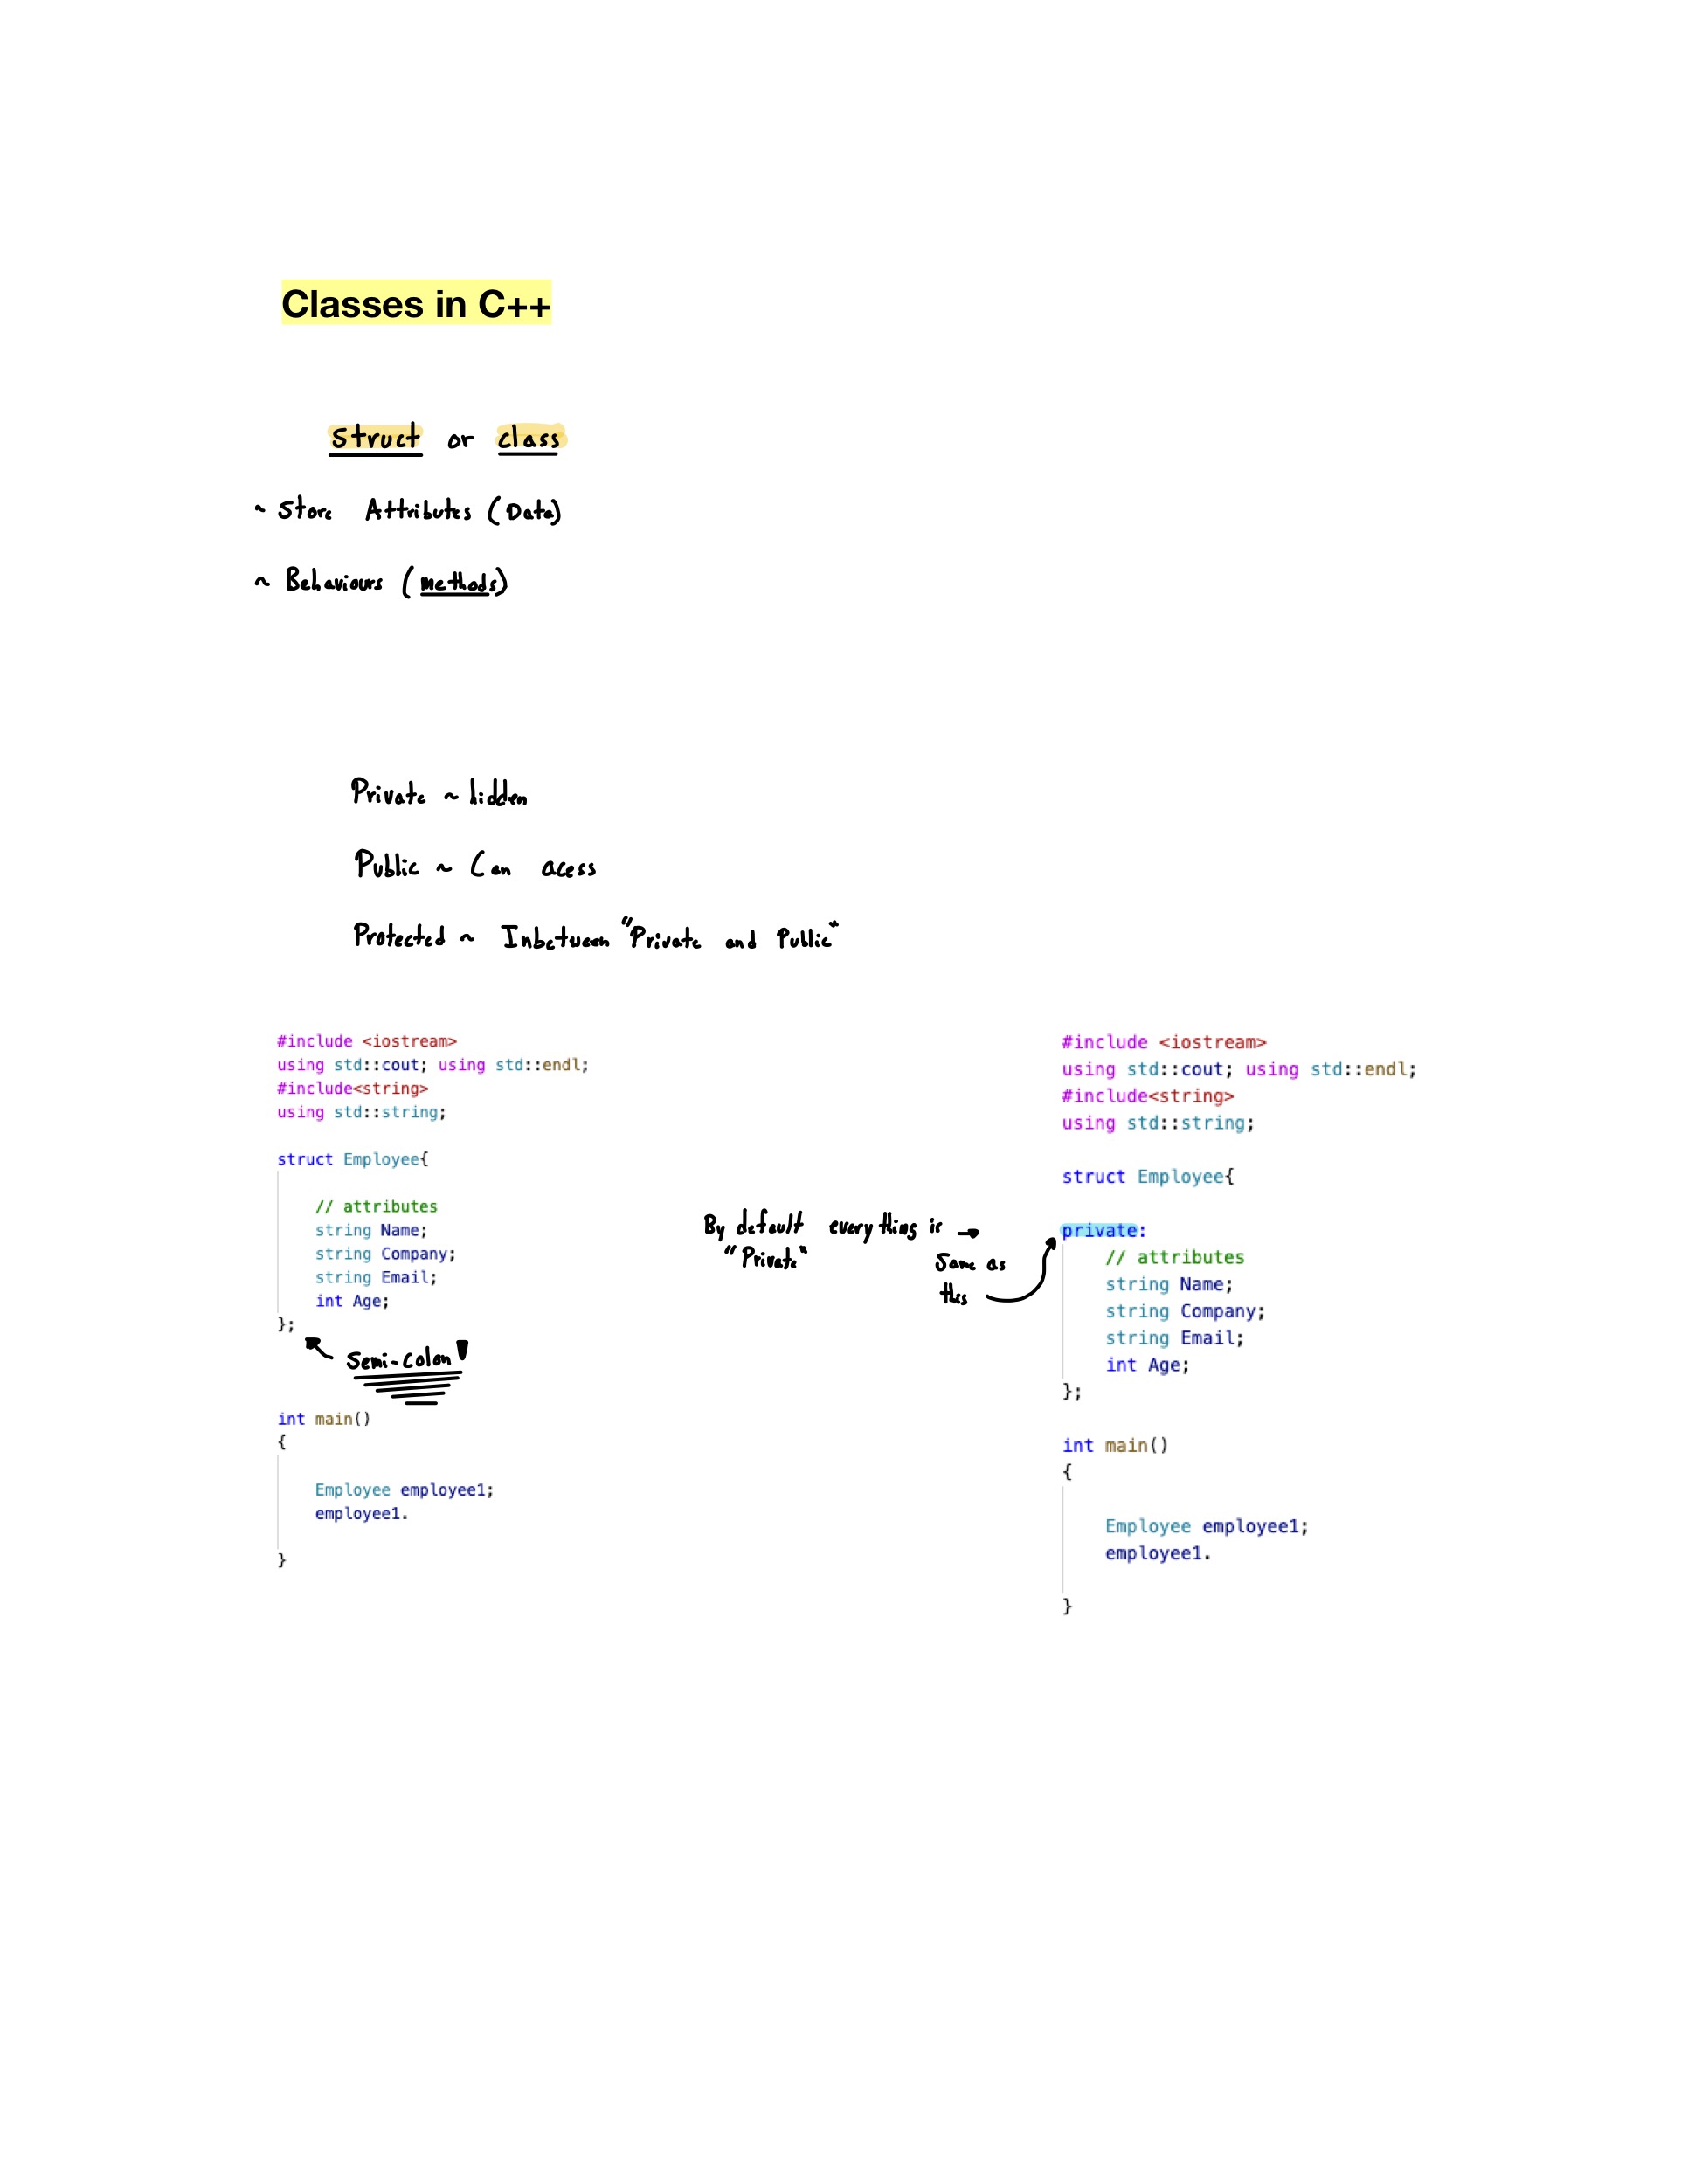 Classes in C++
struct or class
~ Store Attributes (Data)
~ Behaviours (methods)
Private ~ hidden
Public ~ Can acess
Protected ~ Inbetween "Private and Public"
#include <iostream>
using std::cout; using std::endl;
#include<string>
using std::string;
struct Employee{
// attributes
string Name;
string Company;
string Email;
int Age;
};
Semi-colon!
int main()
{
Employee employee1;
employee1.
}
By default everything is →
"Private"
Same as
this
#include <iostream>
using std::cout; using std::endl;
#include<string>
using std::string;
struct Employee{
private:
// attributes
string Name;
string Company;
string Email;
int Age;
};
int main()
{
Employee employee1;
employee1.
}